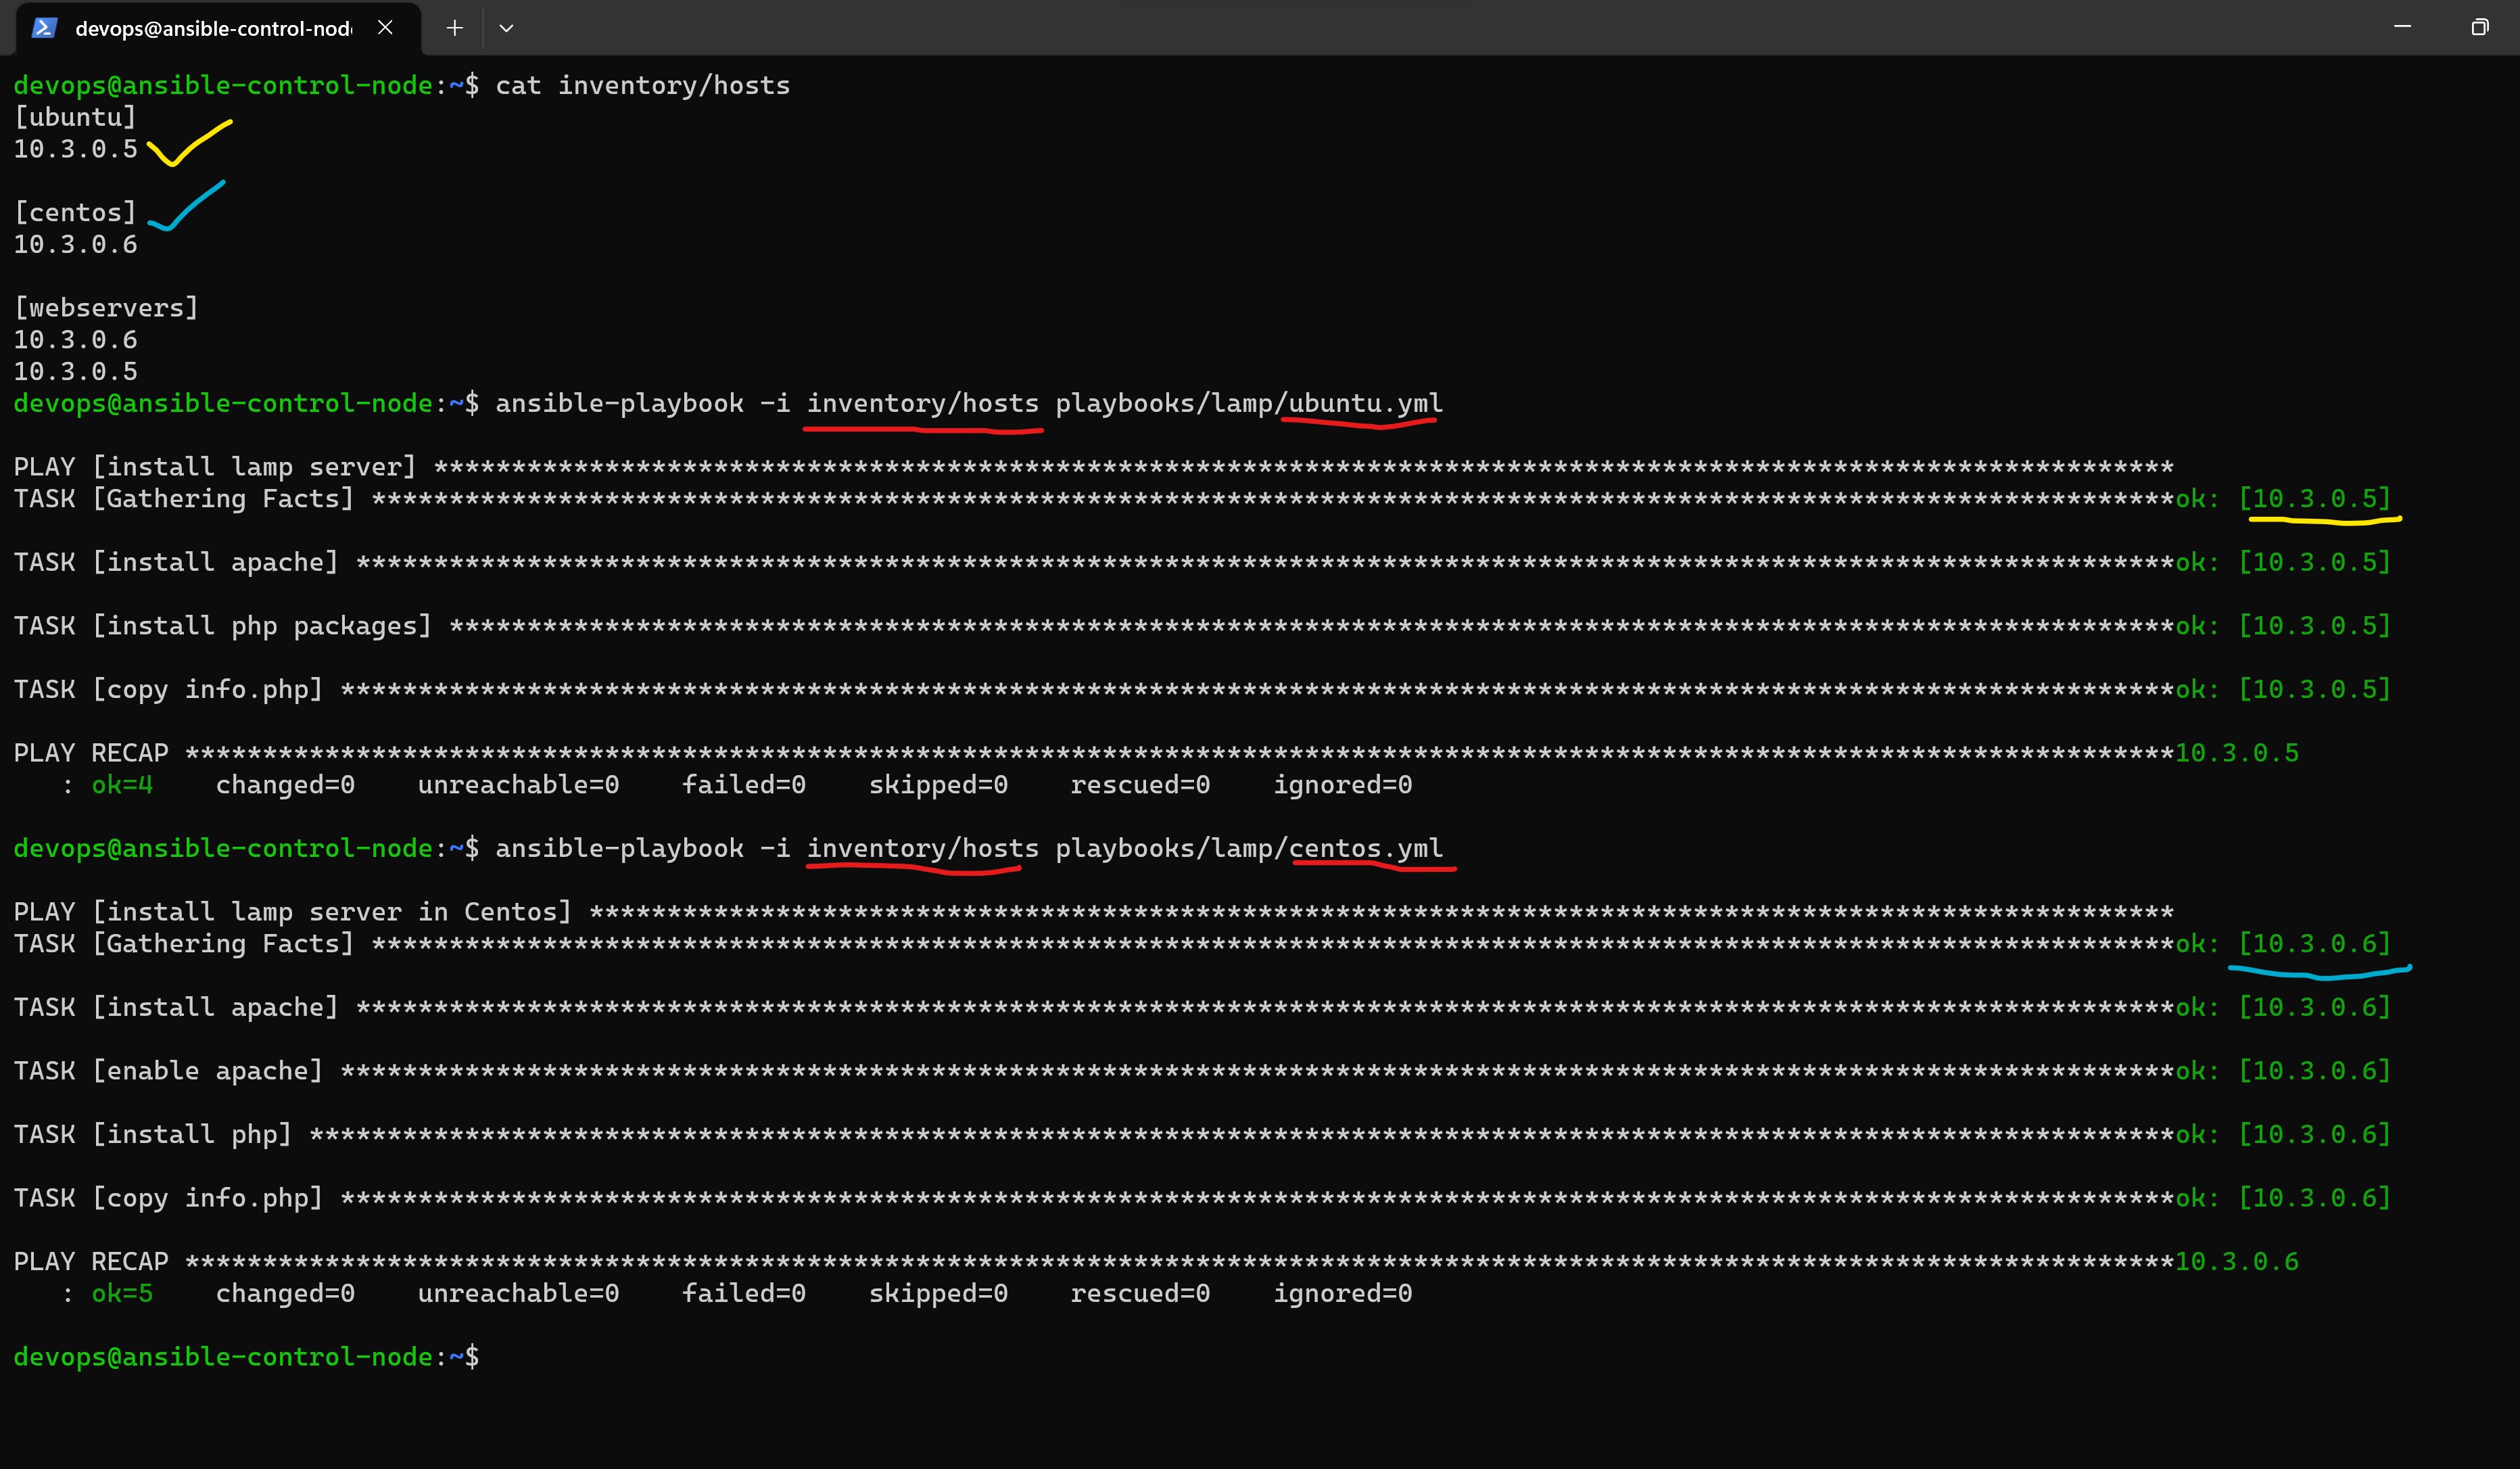 devops@ansible-control-nod
devops@ansible-control-node:~$ cat inventory/hosts
[ubuntu]
10.3.0.5
[centos]
10.3.0.6
[webservers]
10.3.0.6
10.3.0.5
devops@ansible-control-node:~$ ansible-playbook -i inventory/hosts playbooks/lamp/ubuntu.yml
PLAY [install lamp server] ****************************************************************************************************************
TASK [Gathering Facts] ********************************************************************************************************************ok: [10.3.0.5]
TASK [install apache] *********************************************************************************************************************ok: [10.3.0.5]
TASK [install php packages] ***************************************************************************************************************ok: [10.3.0.5]
TASK [copy info.php] **********************************************************************************************************************ok: [10.3.0.5]
PLAY RECAP ********************************************************************************************************************************10.3.0.5
: ok=4    changed=0    unreachable=0    failed=0    skipped=0    rescued=0    ignored=0
devops@ansible-control-node:~$ ansible-playbook -i inventory/hosts playbooks/lamp/centos.yml
PLAY [install lamp server in Centos] ******************************************************************************************************
TASK [Gathering Facts] ********************************************************************************************************************ok: [10.3.0.6]
TASK [install apache] *********************************************************************************************************************ok: [10.3.0.6]
TASK [enable apache] **********************************************************************************************************************ok: [10.3.0.6]
TASK [install php] ************************************************************************************************************************ok: [10.3.0.6]
TASK [copy info.php] **********************************************************************************************************************ok: [10.3.0.6]
PLAY RECAP ********************************************************************************************************************************10.3.0.6
: ok=5    changed=0    unreachable=0    failed=0    skipped=0    rescued=0    ignored=0
devops@ansible-control-node:~$